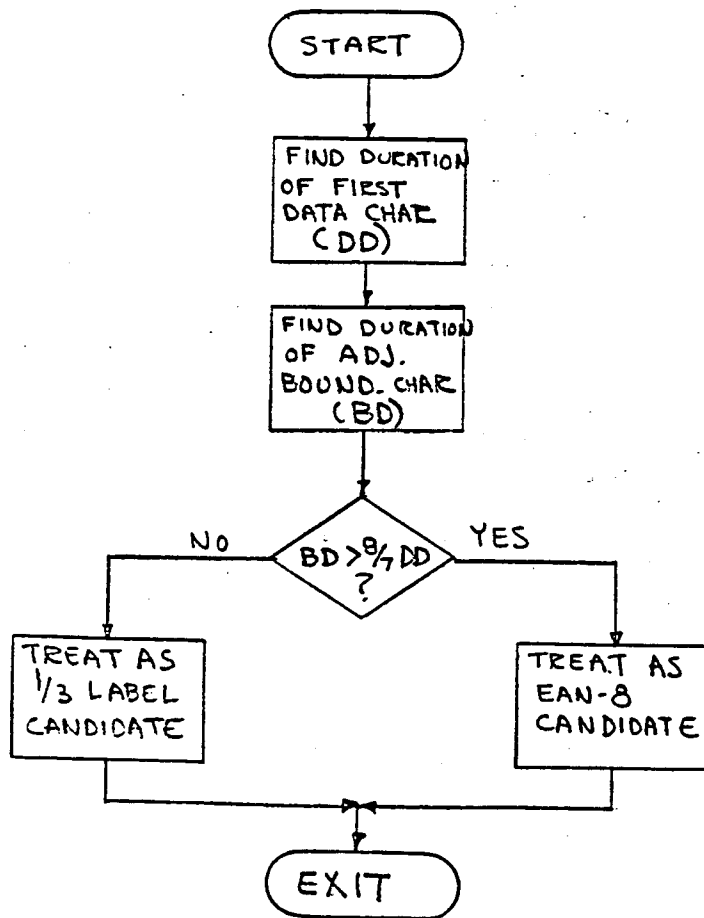 START
FIND DURATION
OF FIRST
DATA CHAR
(DD)
FIND DURATION
OF ADJ.
BOUND. CHAR
(BD)
NO
BD > 8/7 DD
?
YES
TREAT AS
1/3 LABEL
CANDIDATE
TREAT AS
EAN-8
CANDIDATE
EXIT